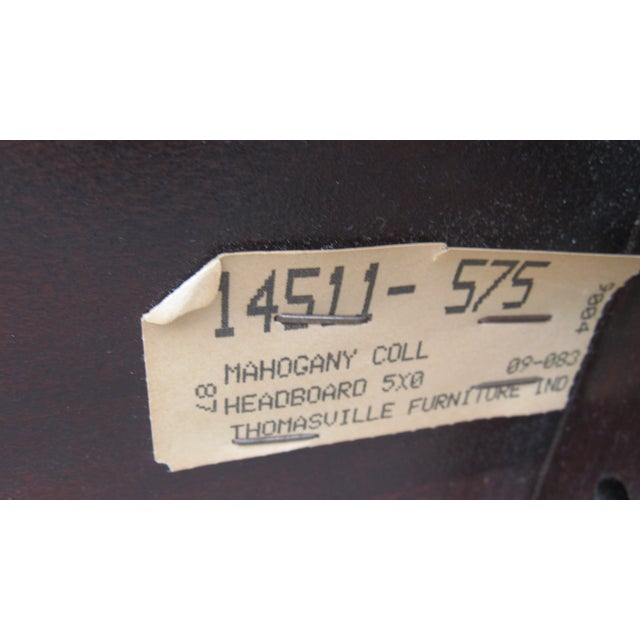 14511- 575
MAHOGANY COLL 09-083
HEADBOARD 5X0
THOMASVILLE FURNITURE IND
87